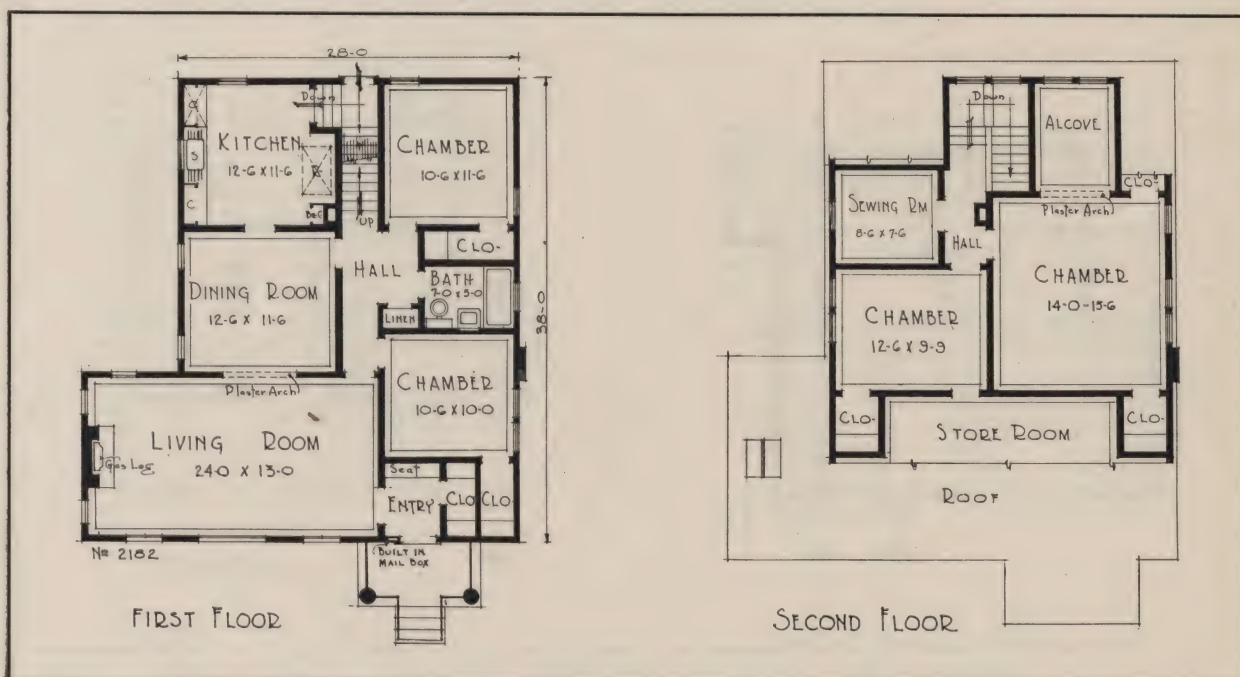 28-0
Down
R
KITCHEN
12-6 X 11-6
S
C
B&C
UP
CHAMBER
10-6 X 11-6
CLO-
HALL
BATH
7-0 X 5-0
LINEN
38-0
DINING ROOM
12-6 X 11-6
Plaster Arch
CHAMBER
10-6 X 10-0
LIVING ROOM
24-0 X 13-0
Gas Log
Seat
ENTRY
CLO
CLO-
BUILT IN
MAIL BOX
No 2182
FIRST FLOOR
Down
ALCOVE
CLO-
Plaster Arch
SEWING RM
8-6 X 7-6
HALL
CHAMBER
14-0-15-6
CHAMBER
12-6 X 9-9
CLO-
STORE ROOM
CLO-
ROOF
SECOND FLOOR